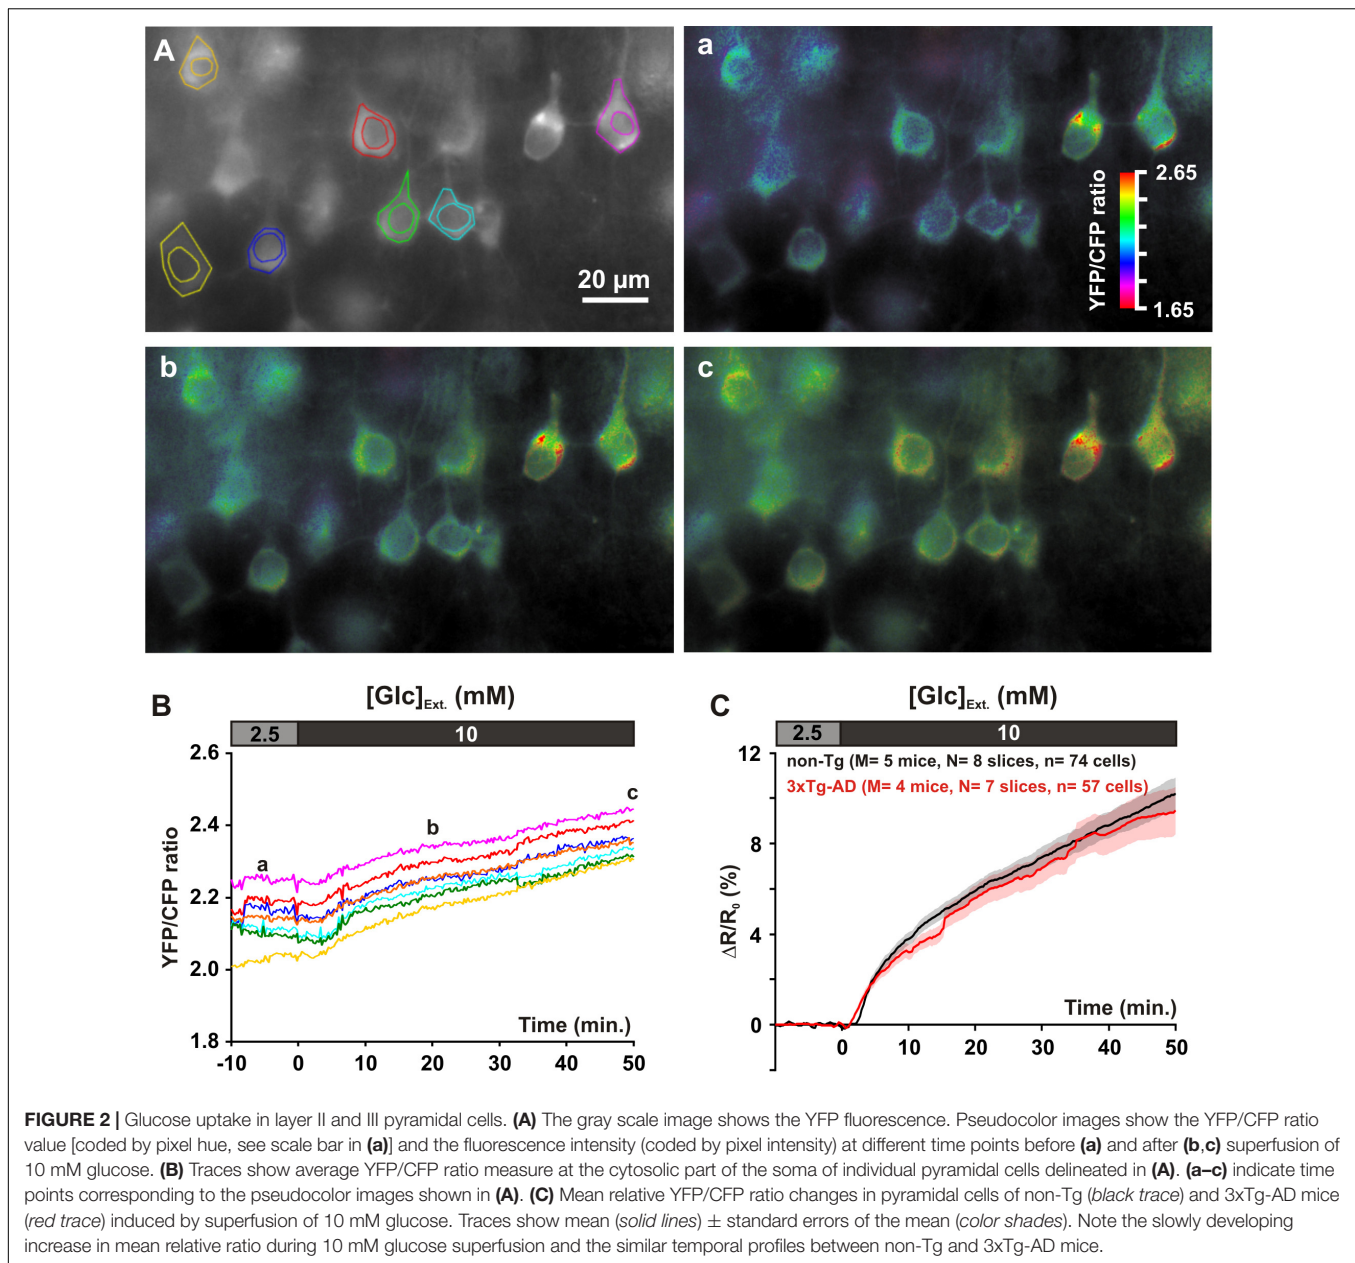 A
20 μm
a
YFP/CFP ratio
2.65
1.65
b
c
B
[Glc]Ext. (mM)
2.5
10
2.6
2.4
2.2
2.0
1.8
YFP/CFP ratio
a
b
c
Time (min.)
-10
0
10
20
30
40
50
C
[Glc]Ext. (mM)
2.5
10
non-Tg (M= 5 mice, N= 8 slices, n= 74 cells)
3xTg-AD (M= 4 mice, N= 7 slices, n= 57 cells)
12
8
4
0
ΔR/R0 (%)
Time (min.)
0
10
20
30
40
50
FIGURE 2 | Glucose uptake in layer II and III pyramidal cells. (A) The gray scale image shows the YFP fluorescence. Pseudocolor images show the YFP/CFP ratio
value [coded by pixel hue, see scale bar in (a)] and the fluorescence intensity (coded by pixel intensity) at different time points before (a) and after (b,c) superfusion of
10 mM glucose. (B) Traces show average YFP/CFP ratio measure at the cytosolic part of the soma of individual pyramidal cells delineated in (A). (a–c) indicate time
points corresponding to the pseudocolor images shown in (A). (C) Mean relative YFP/CFP ratio changes in pyramidal cells of non-Tg (black trace) and 3xTg-AD mice
(red trace) induced by superfusion of 10 mM glucose. Traces show mean (solid lines) ± standard errors of the mean (color shades). Note the slowly developing
increase in mean relative ratio during 10 mM glucose superfusion and the similar temporal profiles between non-Tg and 3xTg-AD mice.